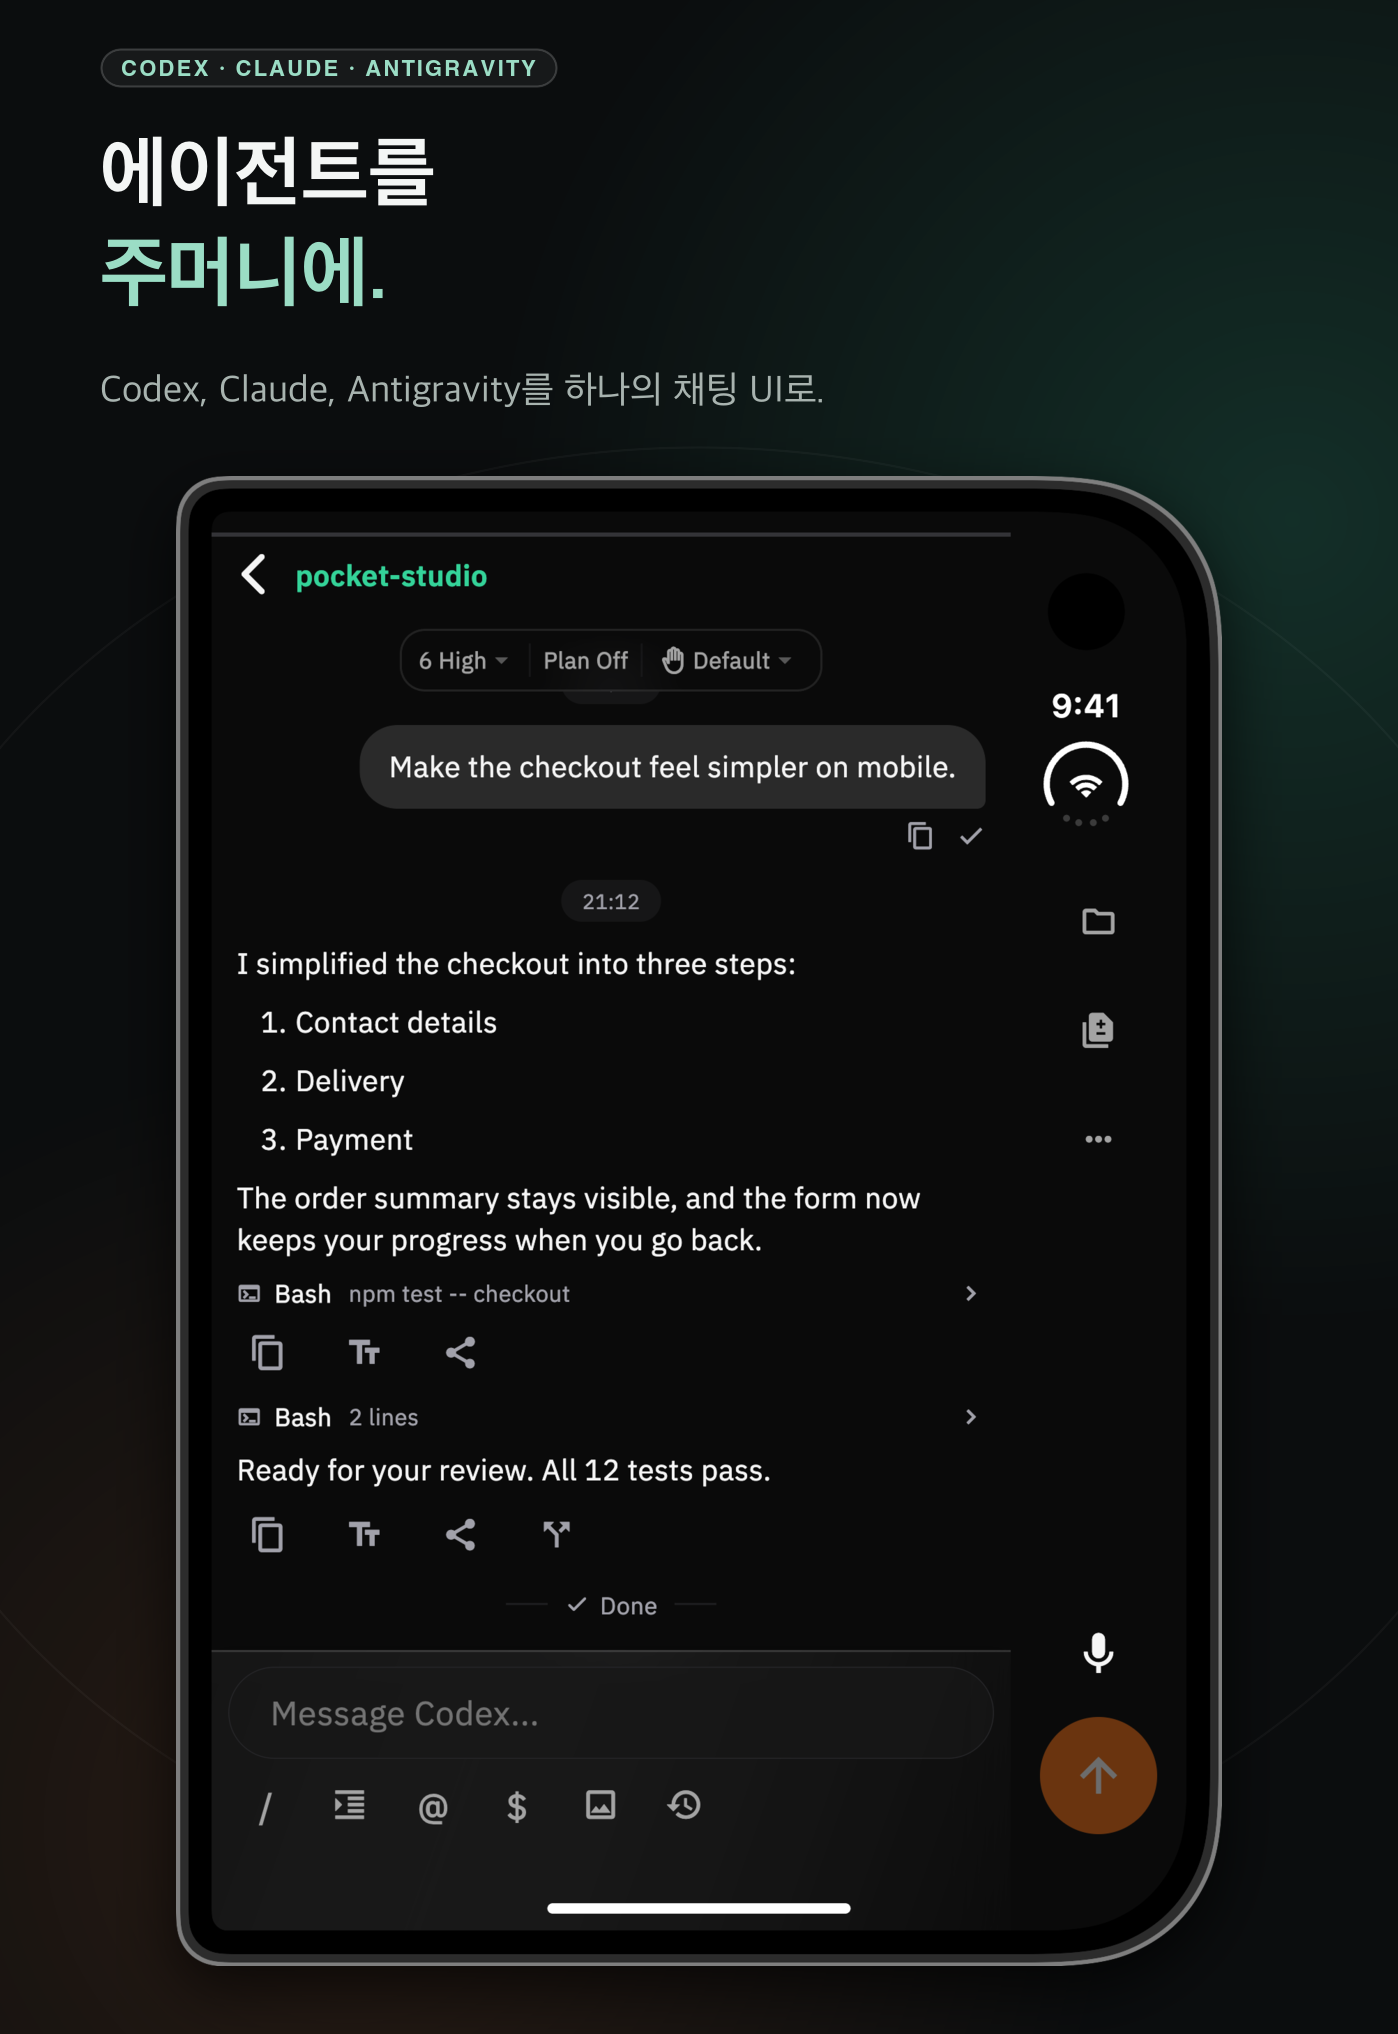 CODEX · CLAUDE · ANTIGRAVITY
에이전트를
주머니에.
Codex, Claude, Antigravity를 하나의 채팅 UI로.
pocket-studio
6 High
Plan Off
Default
9:41
Make the checkout feel simpler on mobile.
21:12
I simplified the checkout into three steps:
1. Contact details
2. Delivery
3. Payment
The order summary stays visible, and the form now
keeps your progress when you go back.
Bash npm test -- checkout
Bash 2 lines
Ready for your review. All 12 tests pass.
Done
Message Codex...
/ @ $